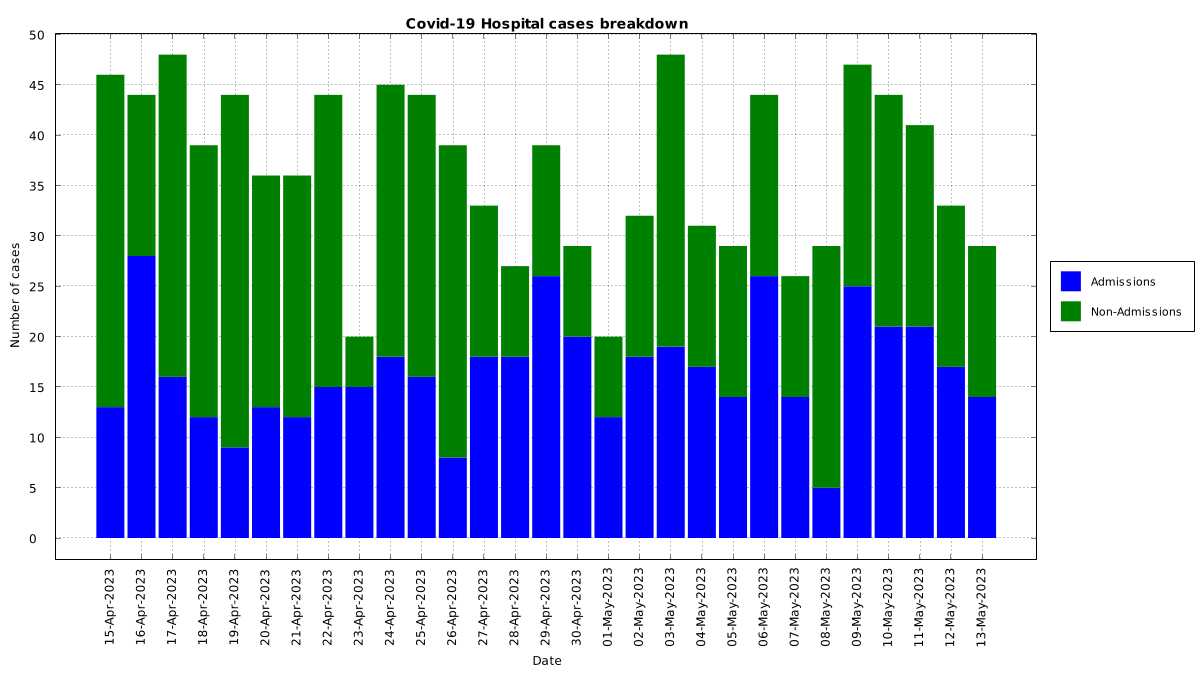 Covid-19 Hospital cases breakdown
50
45
40
35
30
25
20
15
10
5
0
Number of cases
15-Apr-2023
16-Apr-2023
17-Apr-2023
18-Apr-2023
19-Apr-2023
20-Apr-2023
21-Apr-2023
22-Apr-2023
23-Apr-2023
24-Apr-2023
25-Apr-2023
26-Apr-2023
27-Apr-2023
28-Apr-2023
29-Apr-2023
30-Apr-2023
01-May-2023
02-May-2023
03-May-2023
04-May-2023
05-May-2023
06-May-2023
07-May-2023
08-May-2023
09-May-2023
10-May-2023
11-May-2023
12-May-2023
13-May-2023
Date
Admissions
Non-Admissions